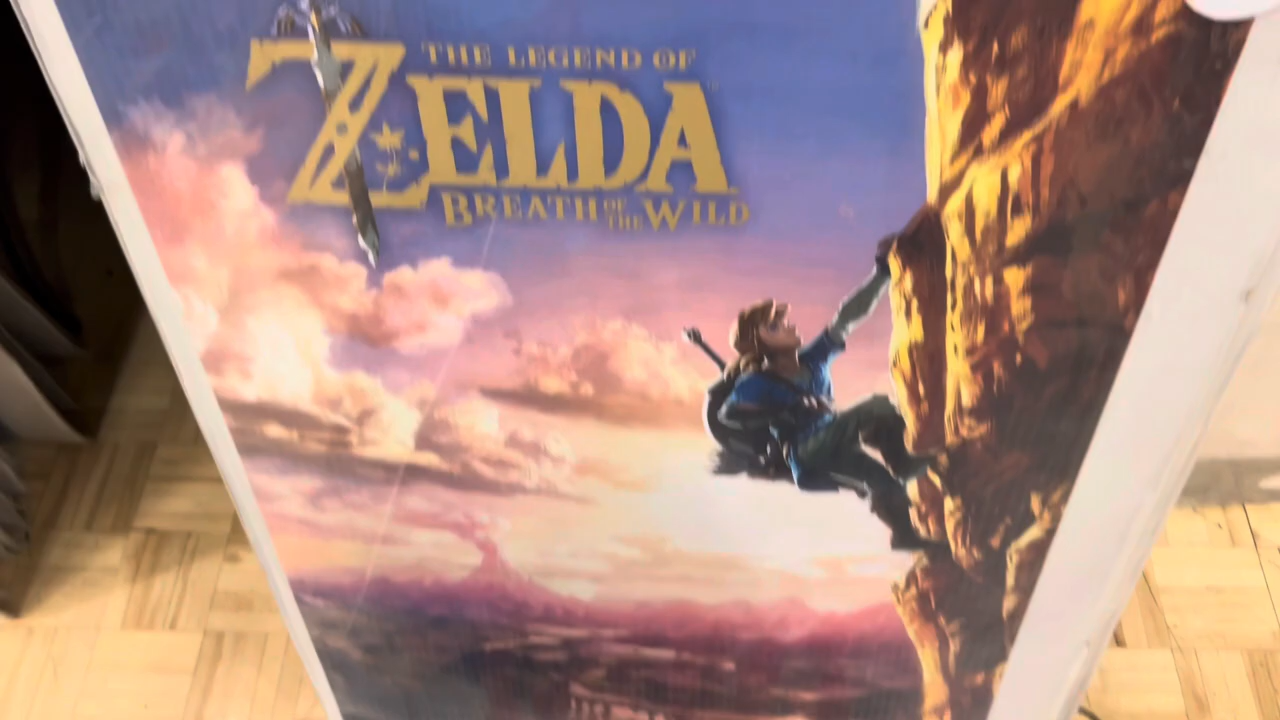 THE LEGEND OF
ZELDA
BREATH OF THE WILD